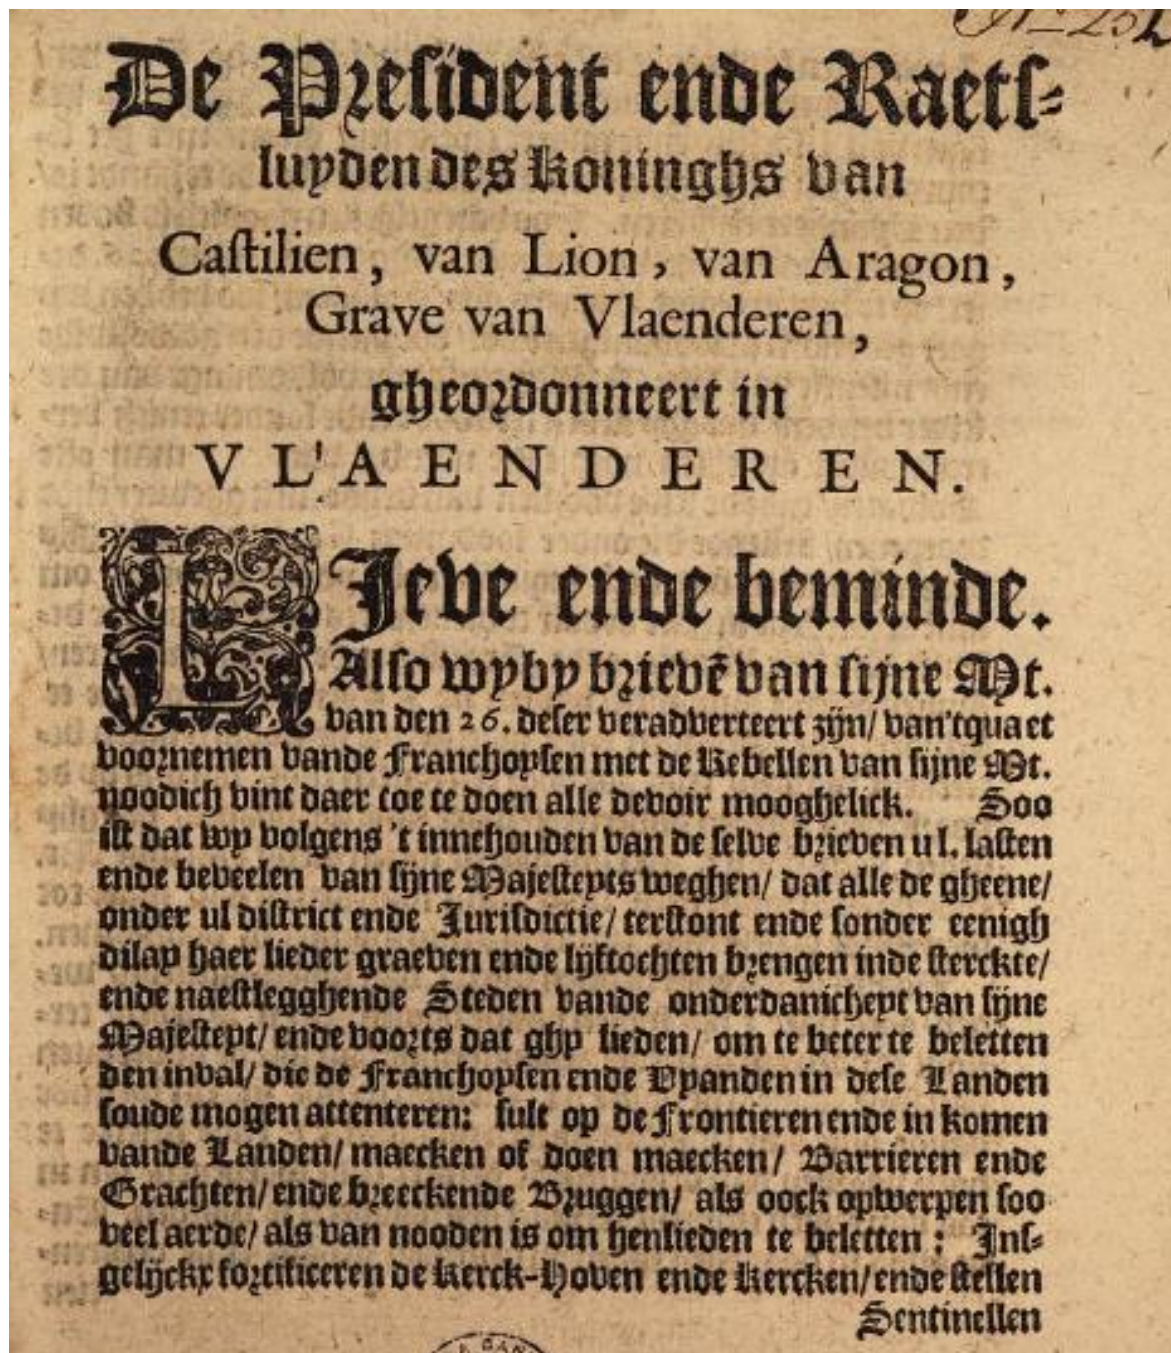 Nº 251
De President ende Raets-
luyden des Koninghs van
Castilien, van Lion, van Aragon,
Grave van Vlaenderen,
gheordonneert in
VL'AENDEREN.
LJeve ende beminde.
Also wy by brievē van sijne Mt.
van den 26. deser veradverteert zijn/ van'tquaet
voornemen vande Franchoysen met de Rebellen van sijne Mt.
noodich vint daer toe te doen alle devoir mooghelick. Soo
ist dat wy volgens 't innehouden van de selve brieven ul. lasten
ende beveelen van sijne Majesteyts weghen/ dat alle de gheene/
onder ul district ende Jurisdictie/ terstont ende sonder eenigh
dilay haer lieder graeven ende lijftochten brengen inde sterckte/
ende naestlegghende Steden vande onderdanicheyt van sijne
Majesteyt/ ende voorts dat ghy lieden/ om te beter te beletten
den inval/ die de Franchoysen ende Vyanden in dese Landen
soude mogen attenteren: sult op de Frontieren ende in komen
vande Landen/ maecken of doen maecken/ Barrieren ende
Grachten/ ende breeckende Bruggen/ als oock opwerpen soo
veel aerde/ als van nooden is om henlieden te beletten: Ins-
gelijckx fortificeren de Kerck-Hoven ende Kercken/ ende stellen
Sentinellen